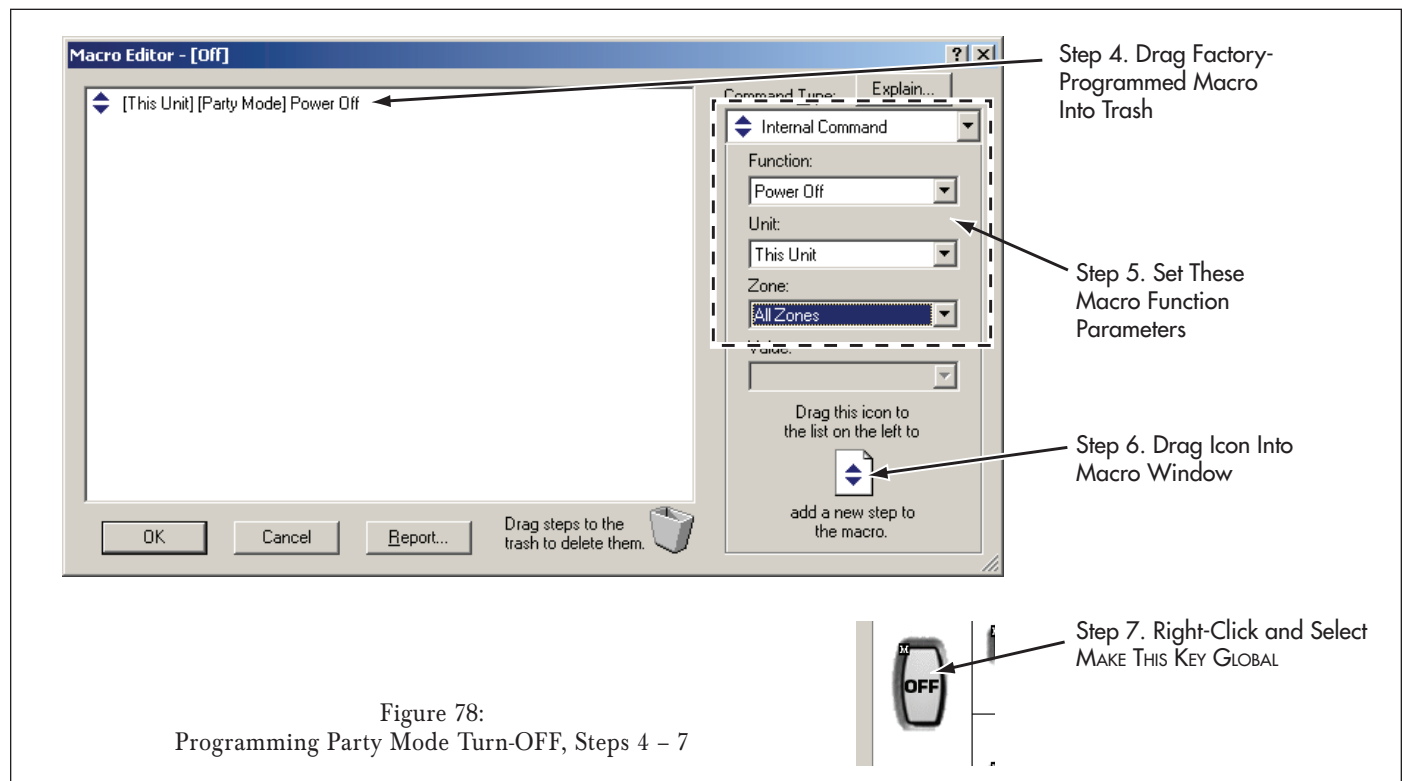 Macro Editor - [Off]
[This Unit] [Party Mode] Power Off
Command Type:
Explain...
Internal Command
Function:
Power Off
Unit:
This Unit
Zone:
All Zones
Value:
Drag this icon to
the list on the left to
add a new step to
the macro.
OK
Cancel
Report...
Drag steps to the
trash to delete them.
Step 4. Drag Factory-
Programmed Macro
Into Trash
Step 5. Set These
Macro Function
Parameters
Step 6. Drag Icon Into
Macro Window
Step 7. Right-Click and Select
MAKE THIS KEY GLOBAL
M
OFF
Figure 78:
Programming Party Mode Turn-OFF, Steps 4 – 7